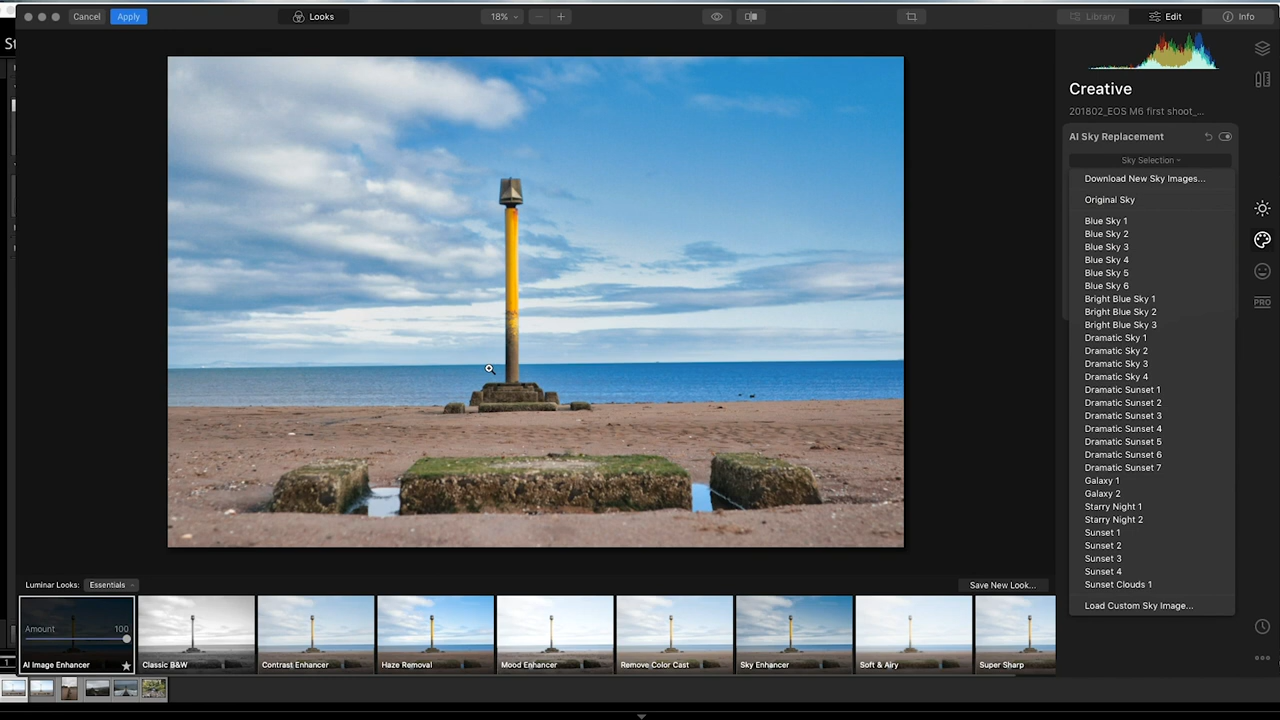 St
Cancel
Apply
Looks
18%
Library
Edit
Info
Creative
201802_EOS M6 first shoot_...
AI Sky Replacement
Sky Selection
Download New Sky Images...
Original Sky
Blue Sky 1
Blue Sky 2
Blue Sky 3
Blue Sky 4
Blue Sky 5
Blue Sky 6
Bright Blue Sky 1
Bright Blue Sky 2
Bright Blue Sky 3
Dramatic Sky 1
Dramatic Sky 2
Dramatic Sky 3
Dramatic Sky 4
Dramatic Sunset 1
Dramatic Sunset 2
Dramatic Sunset 3
Dramatic Sunset 4
Dramatic Sunset 5
Dramatic Sunset 6
Dramatic Sunset 7
Galaxy 1
Galaxy 2
Starry Night 1
Starry Night 2
Sunset 1
Sunset 2
Sunset 3
Sunset 4
Sunset Clouds 1
Load Custom Sky Image...
PRO
Luminar Looks: Essentials
Save New Look...
Amount 100
AI Image Enhancer
Classic B&W
Contrast Enhancer
Haze Removal
Mood Enhancer
Remove Color Cast
Sky Enhancer
Soft & Airy
Super Sharp
1